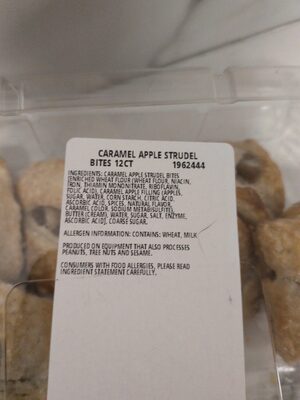 CARAMEL APPLE STRUDEL
BITES 12CT 1962444
INGREDIENTS: CARAMEL APPLE STRUDEL BITES
(ENRICHED WHEAT FLOUR (WHEAT FLOUR, NIACIN,
IRON, THIAMIN MONONITRATE, RIBOFLAVIN,
FOLIC ACID), CARAMEL APPLE FILLING (APPLES,
SUGAR, WATER, CORN STARCH, CITRIC ACID,
ASCORBIC ACID, SPICES, NATURAL FLAVOR,
CARAMEL COLOR, SODIUM METABISULFITE),
BUTTER (CREAM), WATER, SUGAR, SALT, ENZYME,
ASCORBIC ACID), COARSE SUGAR.
ALLERGEN INFORMATION: CONTAINS: WHEAT, MILK
PRODUCED ON EQUIPMENT THAT ALSO PROCESSES
PEANUTS, TREE NUTS AND SESAME.
CONSUMERS WITH FOOD ALLERGIES, PLEASE READ
INGREDIENT STATEMENT CAREFULLY.